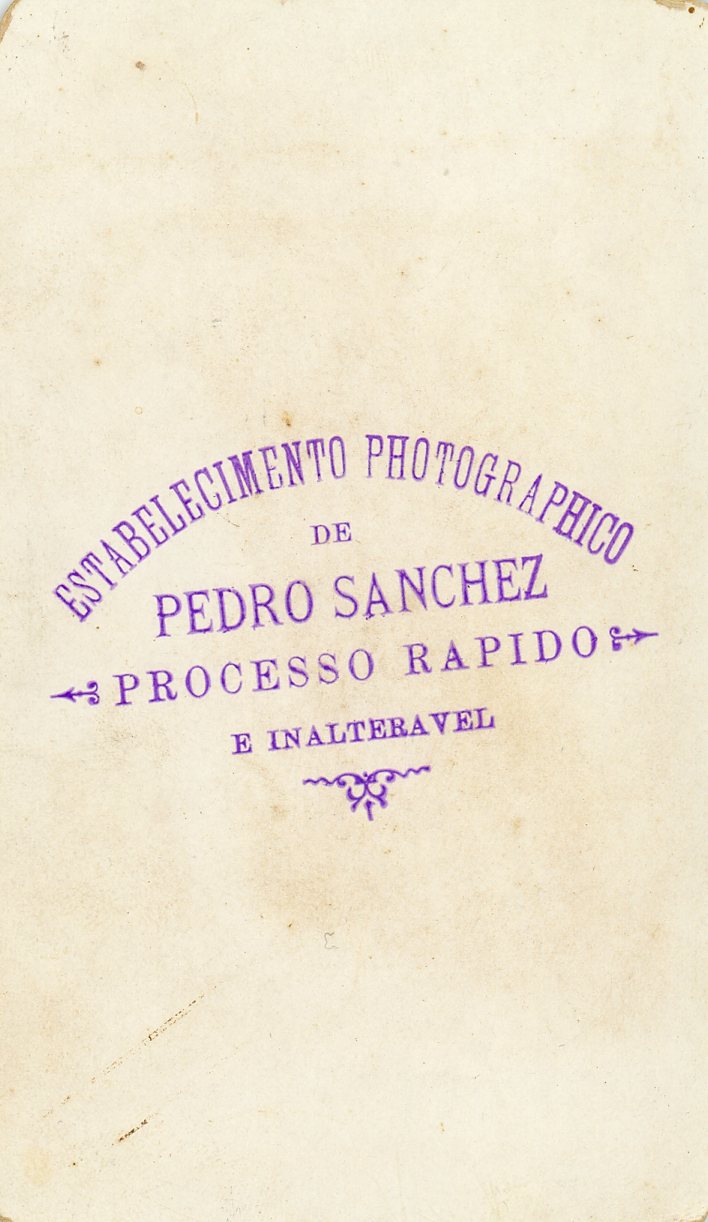 ESTABELECIMENTO PHOTOGRAPHICO
DE
PEDRO SANCHEZ
PROCESSO RAPIDO
E INALTERAVEL